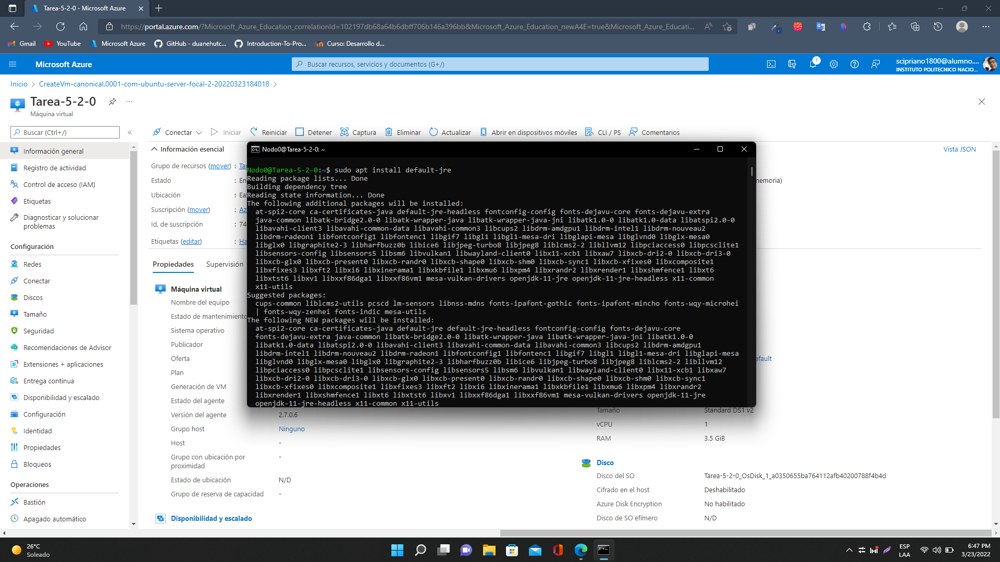 Tarea-5-2-0 - Microsoft Azure
https://portal.azure.com/?Microsoft_Azure_Education_correlationId=102197db68a64b6dbff706b146a396bb&Microsoft_Azure_Education_newA4E=true&Microsoft_Azure_Educati...
Gmail
YouTube
Microsoft Azure
GitHub - duanehutc...
Introduction-To-Pro...
Curso: Desarrollo d...
Microsoft Azure
Buscar recursos, servicios y documentos (G+/)
1
scipriano1800@alumno....
INSTITUTO POLITECNICO NACIO...
Inicio > CreateVm-canonical.0001-com-ubuntu-server-focal-2-20220323184018 >
Tarea-5-2-0
Máquina virtual
Buscar (Ctrl+/)
Conectar
Iniciar
Reiniciar
Detener
Captura
Eliminar
Actualizar
Abrir en dispositivos móviles
CLI / PS
Comentarios
Información general
Registro de actividad
Control de acceso (IAM)
Etiquetas
Diagnosticar y solucionar
problemas
Configuración
Redes
Conectar
Discos
Tamaño
Seguridad
Recomendaciones de Advisor
Extensiones + aplicaciones
Entrega continua
Disponibilidad y escalado
Configuración
Identidad
Propiedades
Bloqueos
Operaciones
Bastión
Apagado automático
Información esencial
Vista JSON
Grupo de recursos (mover) : Tar
Estado : En
Ubicación : Eas
Suscripción (mover) : Az
Id. de suscripción : 74
Etiquetas (editar) : Ha
memoria)
Propiedades
Supervisión
Máquina virtual
Nombre del equipo
Estado de mantenimiento
Sistema operativo
Publicador
Oferta
Plan
Generación de VM
Estado del agente
Versión del agente 2.7.0.6
Grupo host Ninguno
Host -
Grupo con ubicación por
proximidad -
Estado de ubicación N/D
Grupo de reserva de capacidad -
Disponibilidad y escalado
efault
Tamaño Standard DS1 v2
vCPU 1
RAM 3.5 GiB
Disco
Disco del SO Tarea-5-2-0_OsDisk_1_a0350655ba764112afb40200788f4b4d
Cifrado en el host Deshabilitado
Azure Disk Encryption No habilitado
Disco de SO efímero N/D
Nodo0@Tarea-5-2-0: ~
Nodo0@Tarea-5-2-0:~$ sudo apt install default-jre
Reading package lists... Done
Building dependency tree
Reading state information... Done
The following additional packages will be installed:
at-spi2-core ca-certificates-java default-jre-headless fontconfig-config fonts-dejavu-core fonts-dejavu-extra
java-common libatk-bridge2.0-0 libatk-wrapper-java libatk-wrapper-java-jni libatk1.0-0 libatk1.0-data libatspi2.0-0
libavahi-client3 libavahi-common-data libavahi-common3 libcups2 libdrm-amdgpu1 libdrm-intel1 libdrm-nouveau2
libdrm-radeon1 libfontconfig1 libfontenc1 libgif7 libgl1 libgl1-mesa-dri libglapi-mesa libglvnd0 libglx-mesa0
libglx0 libgraphite2-3 libharfbuzz0b libice6 libjpeg-turbo8 libjpeg8 liblcms2-2 libllvm12 libpciaccess0 libpcsclite1
libsensors-config libsensors5 libsm6 libvulkan1 libwayland-client0 libx11-xcb1 libxaw7 libxcb-dri2-0 libxcb-dri3-0
libxcb-glx0 libxcb-present0 libxcb-randr0 libxcb-shape0 libxcb-shm0 libxcb-sync1 libxcb-xfixes0 libxcomposite1
libxfixes3 libxft2 libxi6 libxinerama1 libxkbfile1 libxmu6 libxpm4 libxrandr2 libxrender1 libxshmfence1 libxt6
libxtst6 libxv1 libxxf86dga1 libxxf86vm1 mesa-vulkan-drivers openjdk-11-jre openjdk-11-jre-headless x11-common
x11-utils
Suggested packages:
cups-common liblcms2-utils pcscd lm-sensors libnss-mdns fonts-ipafont-gothic fonts-ipafont-mincho fonts-wqy-microhei
| fonts-wqy-zenhei fonts-indic mesa-utils
The following NEW packages will be installed:
at-spi2-core ca-certificates-java default-jre default-jre-headless fontconfig-config fonts-dejavu-core
fonts-dejavu-extra java-common libatk-bridge2.0-0 libatk-wrapper-java libatk-wrapper-java-jni libatk1.0-0
libatk1.0-data libatspi2.0-0 libavahi-client3 libavahi-common-data libavahi-common3 libcups2 libdrm-amdgpu1
libdrm-intel1 libdrm-nouveau2 libdrm-radeon1 libfontconfig1 libfontenc1 libgif7 libgl1 libgl1-mesa-dri libglapi-mesa
libglvnd0 libglx-mesa0 libglx0 libgraphite2-3 libharfbuzz0b libice6 libjpeg-turbo8 libjpeg8 liblcms2-2 libllvm12
libpciaccess0 libpcsclite1 libsensors-config libsensors5 libsm6 libvulkan1 libwayland-client0 libx11-xcb1 libxaw7
libxcb-dri2-0 libxcb-dri3-0 libxcb-glx0 libxcb-present0 libxcb-randr0 libxcb-shape0 libxcb-shm0 libxcb-sync1
libxcb-xfixes0 libxcomposite1 libxfixes3 libxft2 libxi6 libxinerama1 libxkbfile1 libxmu6 libxpm4 libxrandr2
libxrender1 libxshmfence1 libxt6 libxtst6 libxv1 libxxf86dga1 libxxf86vm1 mesa-vulkan-drivers openjdk-11-jre
openjdk-11-jre-headless x11-common x11-utils
26°C
Soleado
ESP
LAA
6:47 PM
3/23/2022